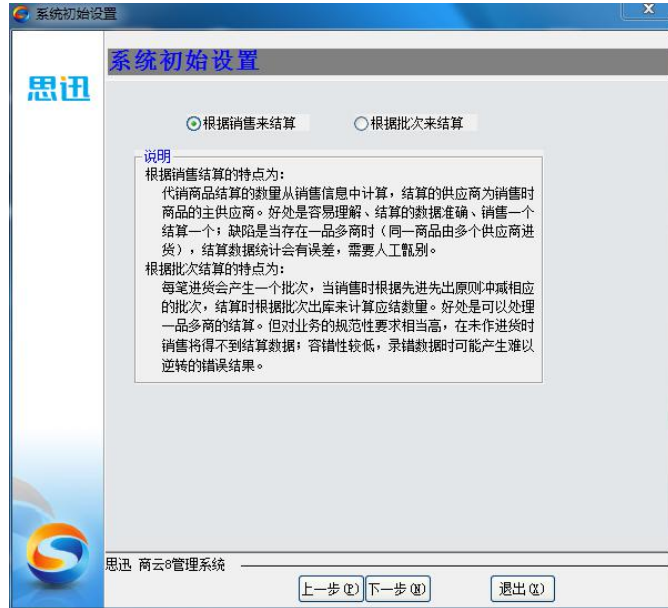 系统初始设置
X
系统初始设置
思迅
根据销售来结算
根据批次来结算
说明
根据销售结算的特点为：
代销商品结算的数量从销售信息中计算，结算的供应商为销售时
商品的主供应商。好处是容易理解、结算的数据准确、销售一个
结算一个；缺陷是当存在一品多商时（同一商品由多个供应商进
货），结算数据统计会有误差，需要人工甄别。
根据批次结算的特点为：
每笔进货会产生一个批次，当销售时根据先进先出原则冲减相应
的批次，结算时根据批次出库来计算应结数量。好处是可以处理
一品多商的结算。但对业务的规范性要求相当高，在未作进货时
销售将得不到结算数据；容错性较低，录错数据时可能产生难以
逆转的错误结果。
思迅 商云8管理系统
上一步(P)
下一步(N)
退出(X)